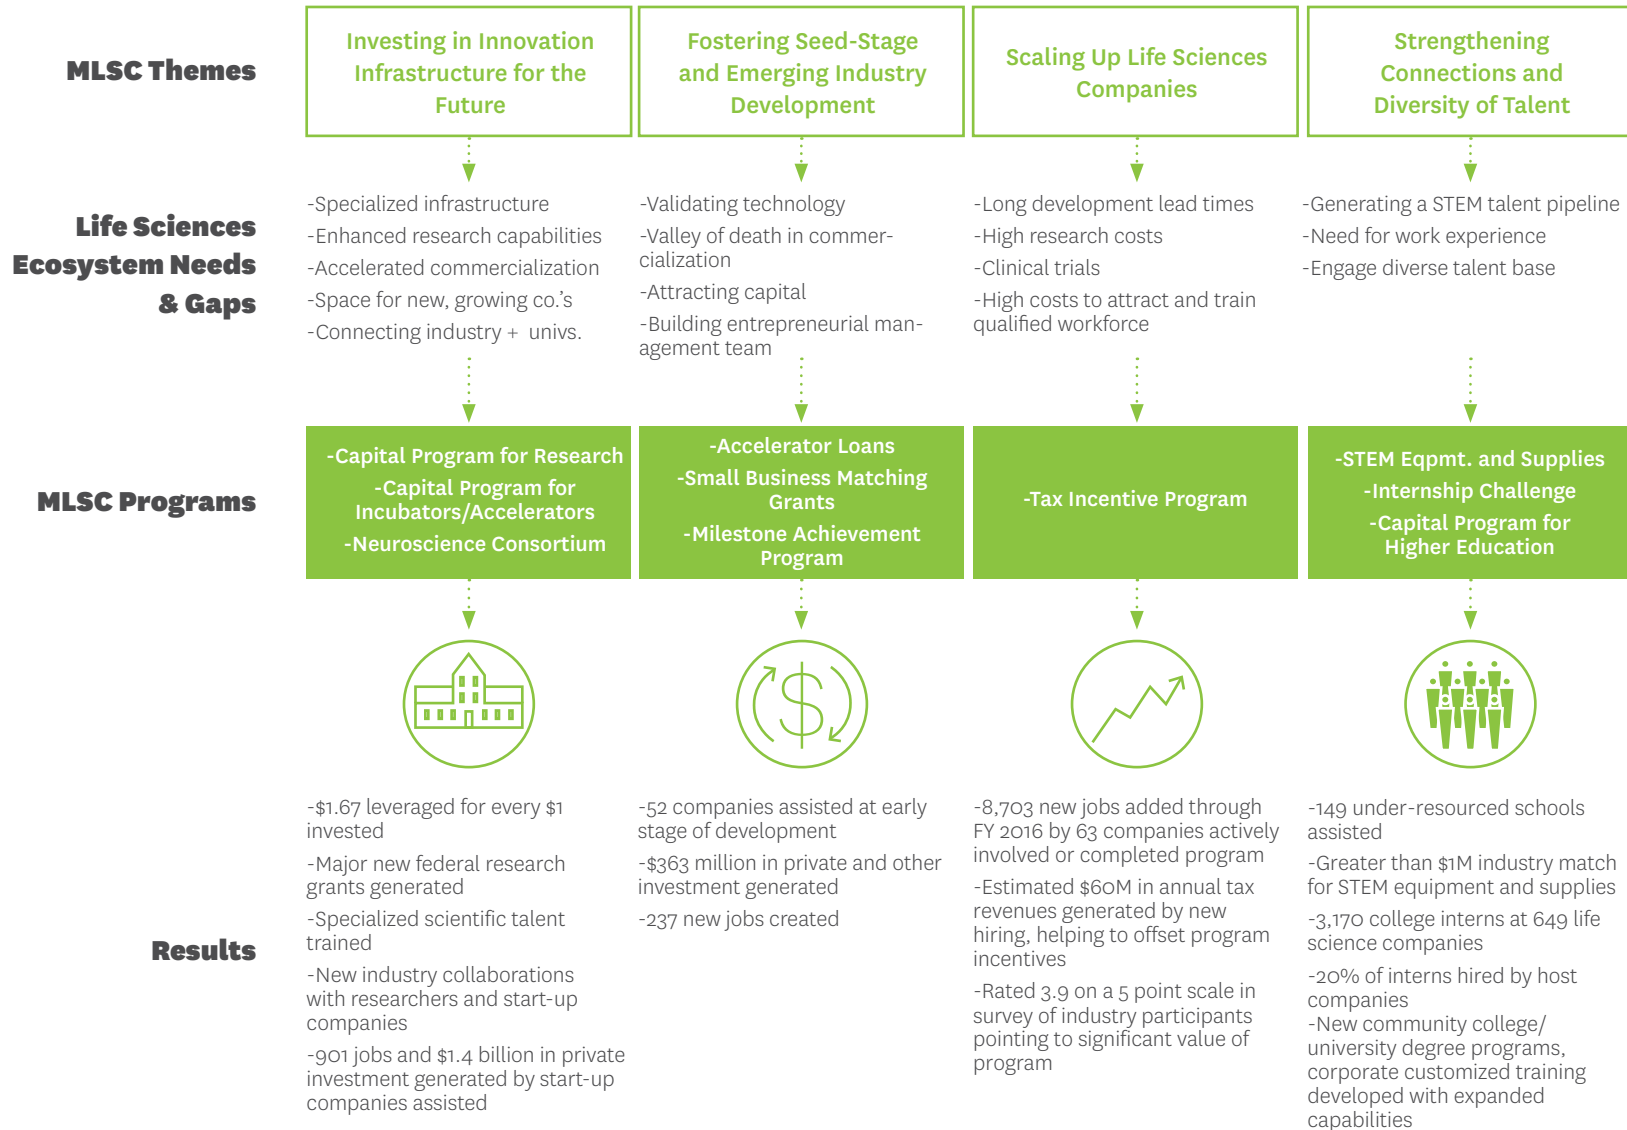 MLSC Themes
Investing in Innovation
Infrastructure for the
Future
Fostering Seed-Stage
and Emerging Industry
Development
Scaling Up Life Sciences
Companies
Strengthening
Connections and
Diversity of Talent
Life Sciences
Ecosystem Needs
& Gaps
-Specialized infrastructure
-Enhanced research capabilities
-Accelerated commercialization
-Space for new, growing co.'s
-Connecting industry + univs.
-Validating technology
-Valley of death in commer-
cialization
-Attracting capital
-Building entrepreneurial man-
agement team
-Long development lead times
-High research costs
-Clinical trials
-High costs to attract and train
qualified workforce
-Generating a STEM talent pipeline
-Need for work experience
-Engage diverse talent base
MLSC Programs
-Capital Program for Research
-Capital Program for
Incubators/Accelerators
-Neuroscience Consortium
-Accelerator Loans
-Small Business Matching
Grants
-Milestone Achievement
Program
-Tax Incentive Program
-STEM Eqpmt. and Supplies
-Internship Challenge
-Capital Program for
Higher Education
$
Results
-$1.67 leveraged for every $1
invested
-Major new federal research
grants generated
-Specialized scientific talent
trained
-New industry collaborations
with researchers and start-up
companies
-901 jobs and $1.4 billion in private
investment generated by start-up
companies assisted
-52 companies assisted at early
stage of development
-$363 million in private and other
investment generated
-237 new jobs created
-8,703 new jobs added through
FY 2016 by 63 companies actively
involved or completed program
-Estimated $60M in annual tax
revenues generated by new
hiring, helping to offset program
incentives
-Rated 3.9 on a 5 point scale in
survey of industry participants
pointing to significant value of
program
-149 under-resourced schools
assisted
-Greater than $1M industry match
for STEM equipment and supplies
-3,170 college interns at 649 life
science companies
-20% of interns hired by host
companies
-New community college/
university degree programs,
corporate customized training
developed with expanded
capabilities